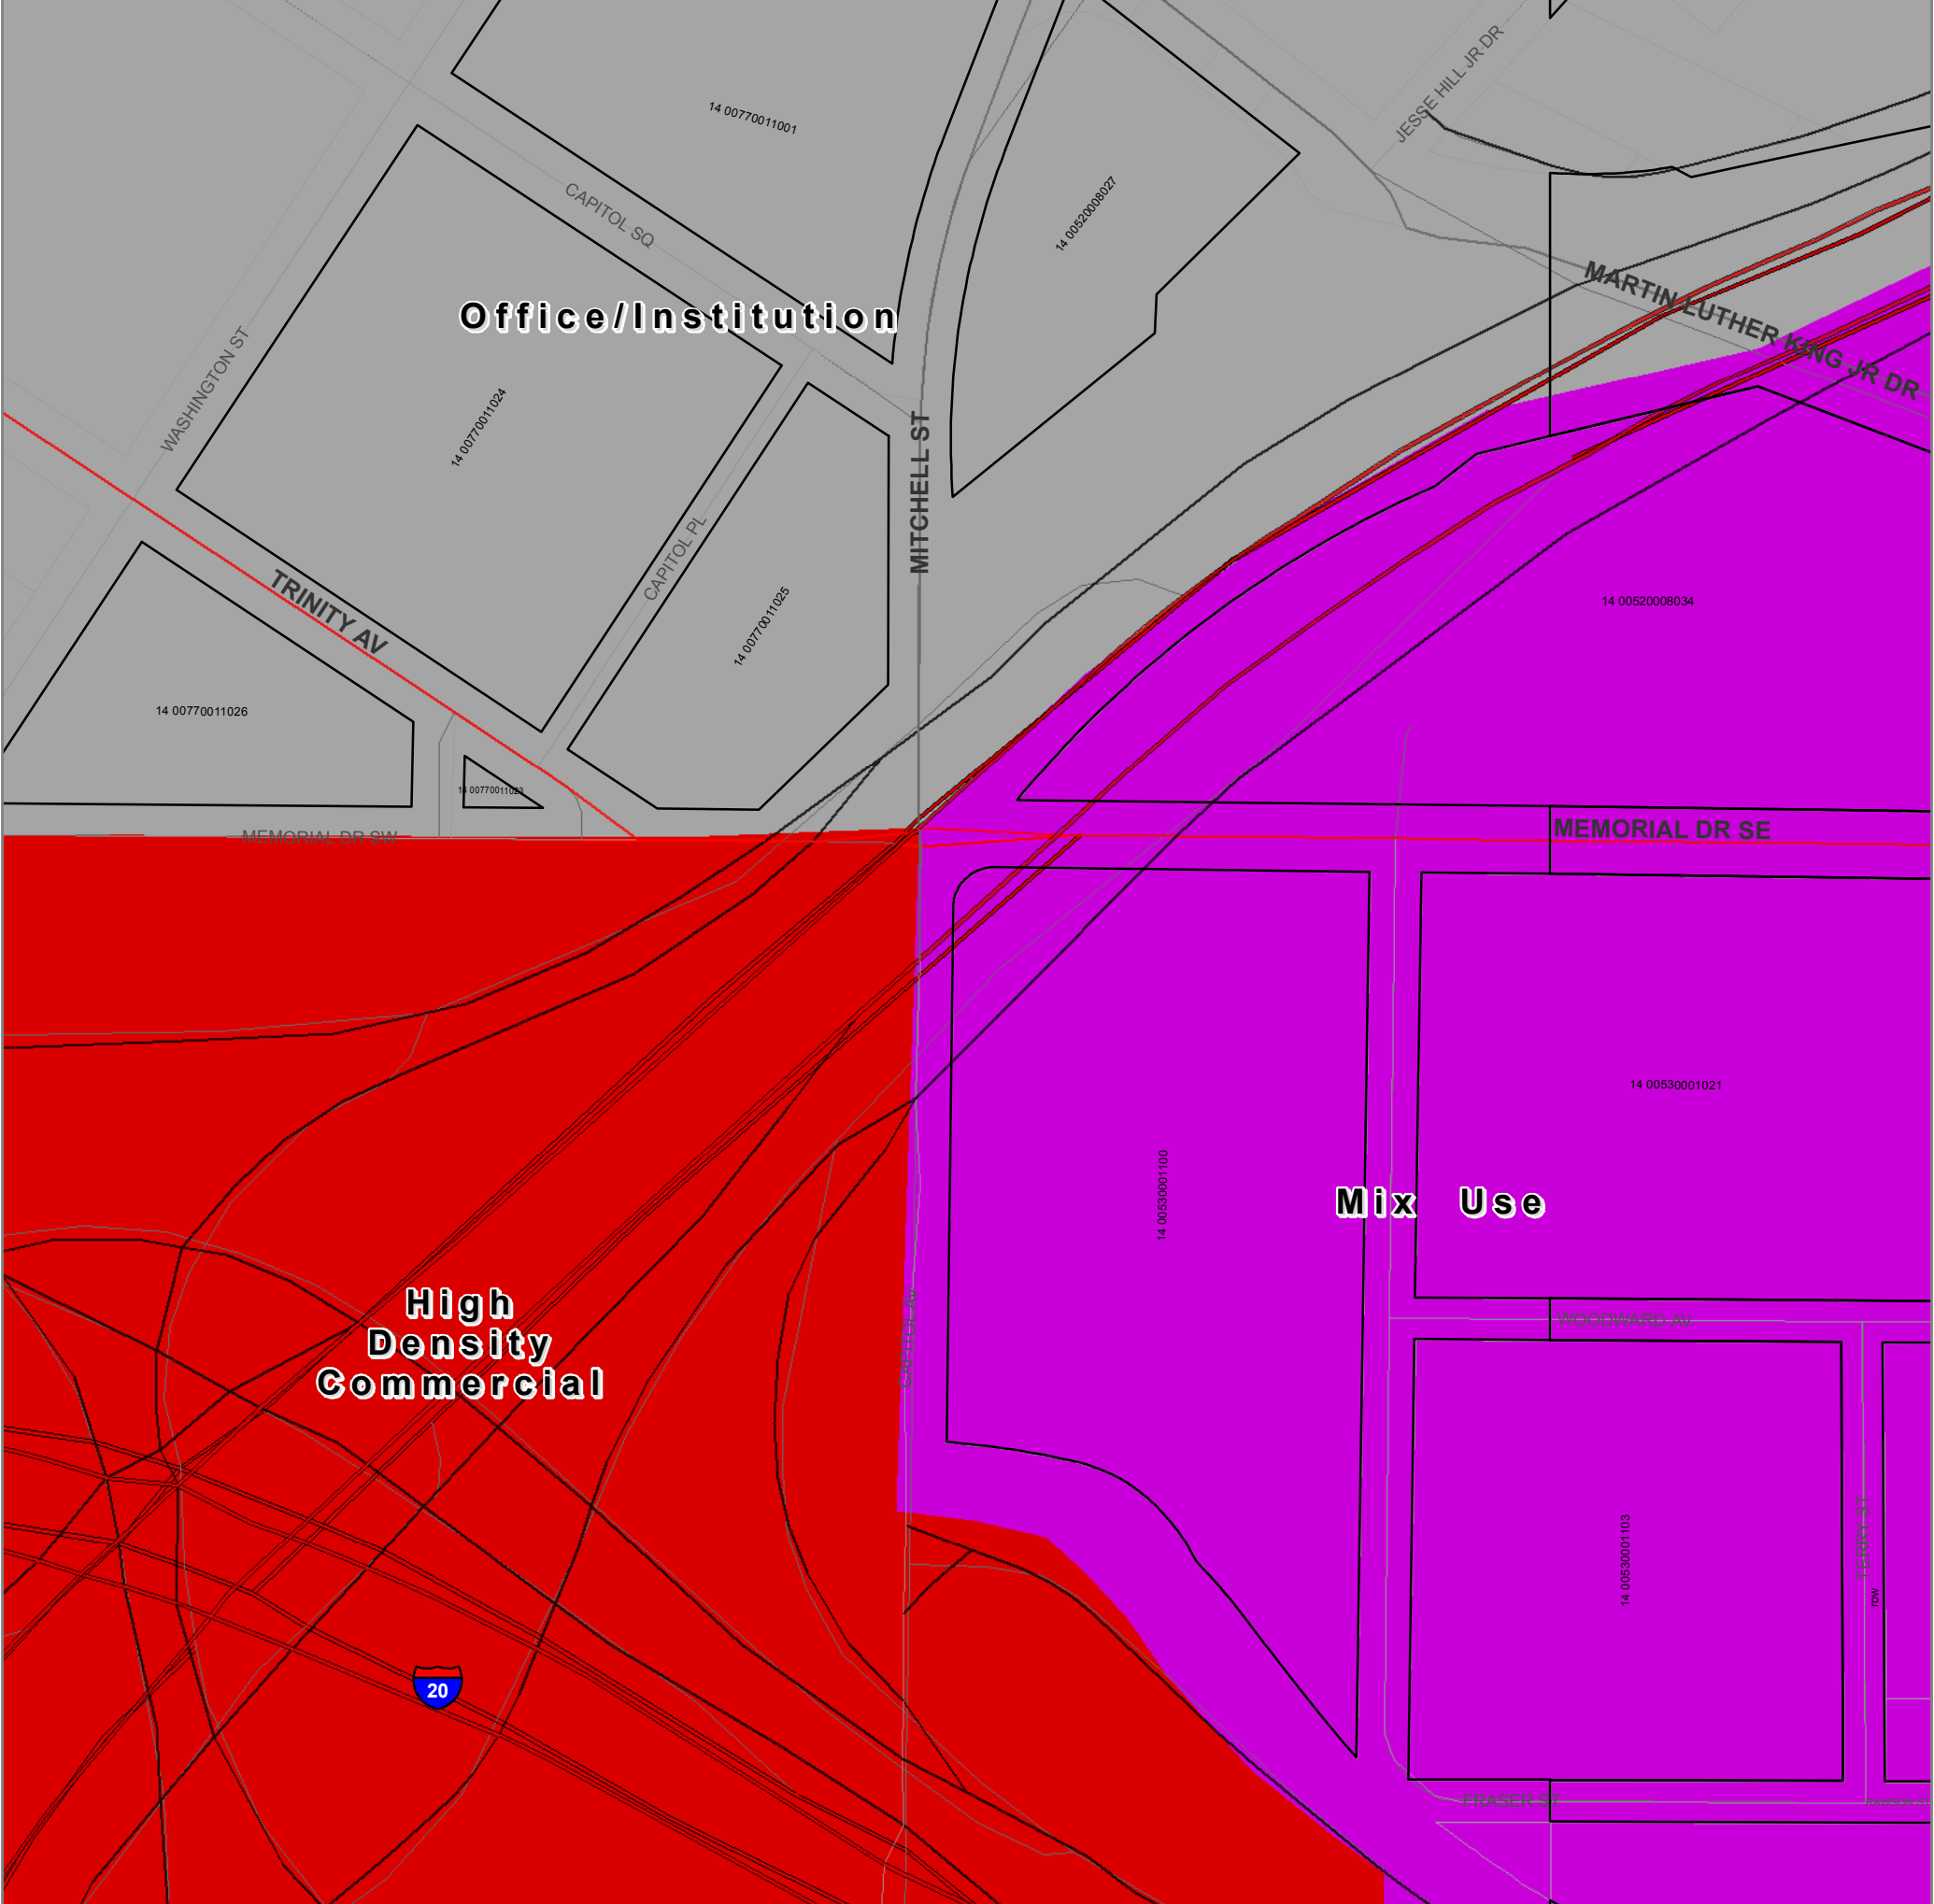 JESSE HILL JR DR
14 00770011001
CAPITOL SQ
14 00520008027
MARTIN LUTHER KING JR DR
Office/Institution
WASHINGTON ST
14 00770011024
MITCHELL ST
CAPITOL PL
TRINITY AV
14 00770011025
14 00520008034
14 00770011026
14 00770011023
MEMORIAL DR SW
MEMORIAL DR SE
14 00530001021
14 00530001100
Mix Use
High
Density
Commercial
CAPITOL AV
WOODWARD AV
14 00530001103
TERRY ST
row
20
FRASER ST